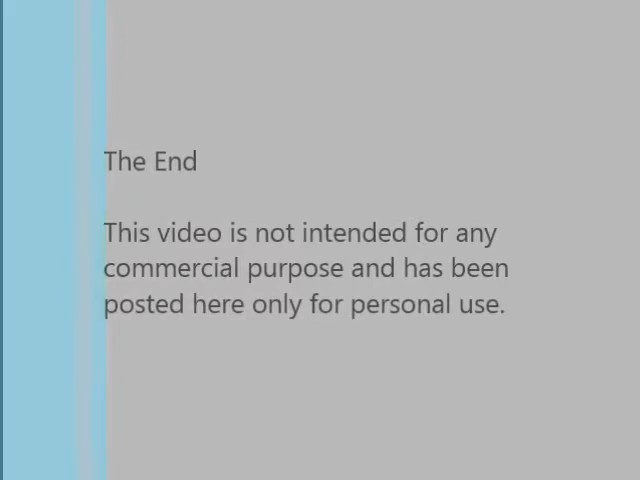 The End
This video is not intended for any
commercial purpose and has been
posted here only for personal use.